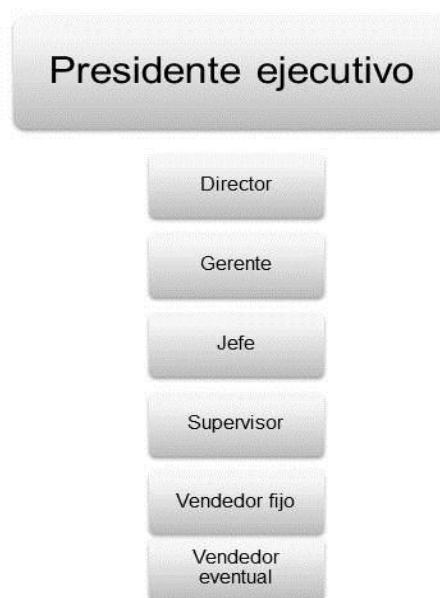 Presidente ejecutivo
Director
Gerente
Jefe
Supervisor
Vendedor fijo
Vendedor
eventual